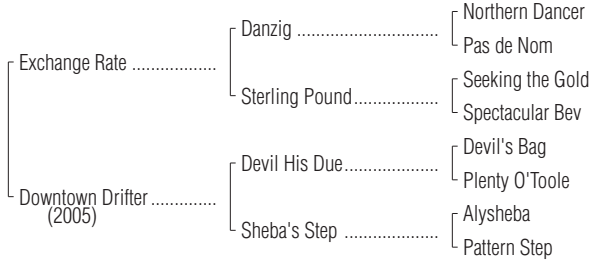 Northern Dancer
Danzig ..............................
Pas de Nom
Exchange Rate ..................
Seeking the Gold
Sterling Pound..................
Spectacular Bev
Devil's Bag
Devil His Due....................
Plenty O'Toole
Downtown Drifter..............
(2005)
Alysheba
Sheba's Step ....................
Pattern Step